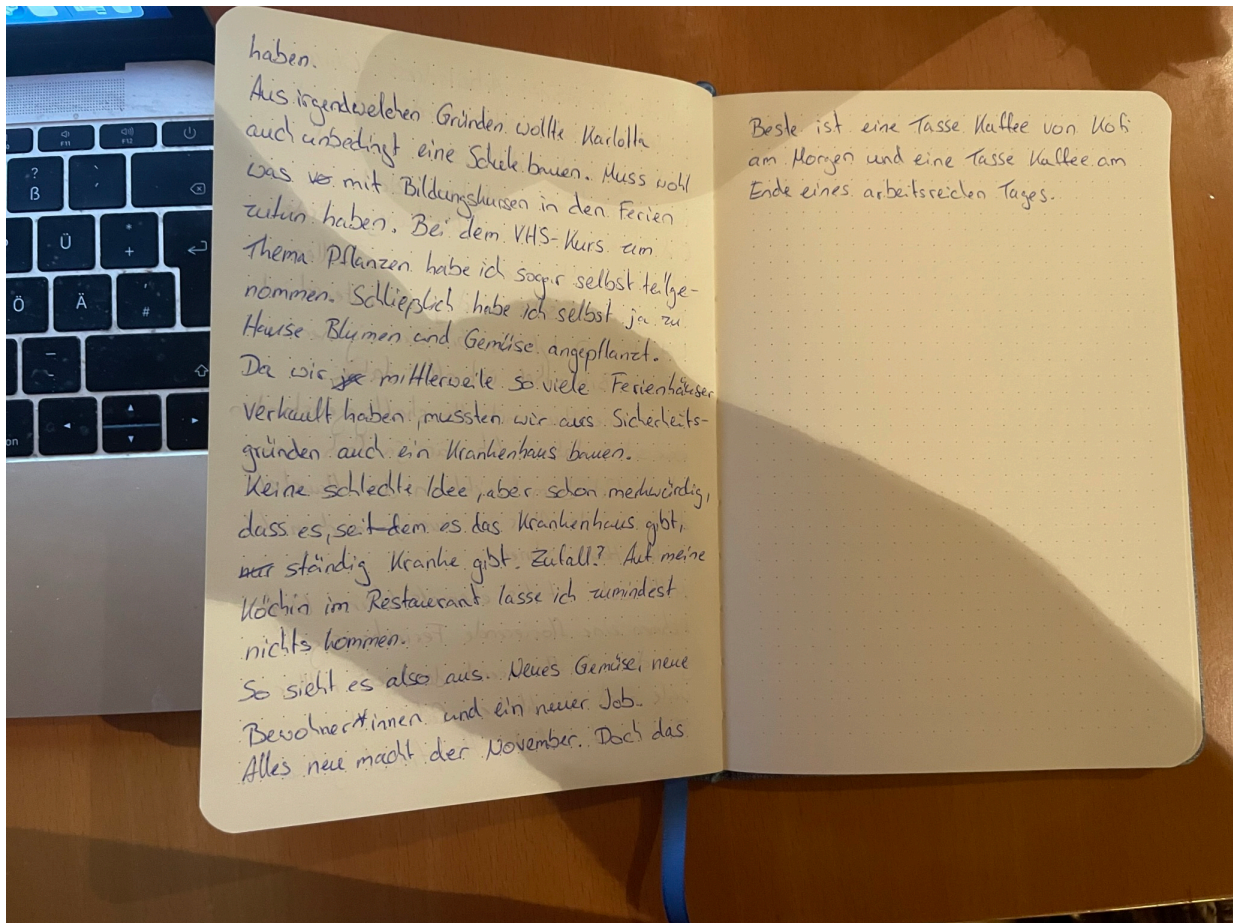 haben.
Aus irgendwelchen Gründen wollte Karlotta
auch unbedingt eine Schule bauen. Muss wohl
was mit Bildungskursen in den Ferien
zutun haben. Bei dem VHS-Kurs zum
Thema Pflanzen habe ich sogar selbst teilge-
nommen. Schließlich habe ich selbst ja zu
Hause Blumen und Gemüse angepflanzt.
Da wir mittlerweile so viele Ferienhäuser
verkauft haben, mussten wir aus Sicherheits-
gründen auch ein Krankenhaus bauen.
Keine schlechte Idee, aber schon merkwürdig,
dass es, seit dem es das Krankenhaus gibt,
ständig Kranke gibt. Zufall? Auf meine
Köchin im Restaurant lasse ich zumindest
nichts kommen.
So sieht es also aus. Neues Gemüse, neue
Bewohner*innen und ein neuer Job.
Alles neu macht der November. Doch das
Beste ist eine Tasse Kaffee von Kofi
am Morgen und eine Tasse Kaffee am
Ende eines arbeitsreichen Tages.
F11
F12
?
ß
Ü
*
+
Ö
Ä
'
#